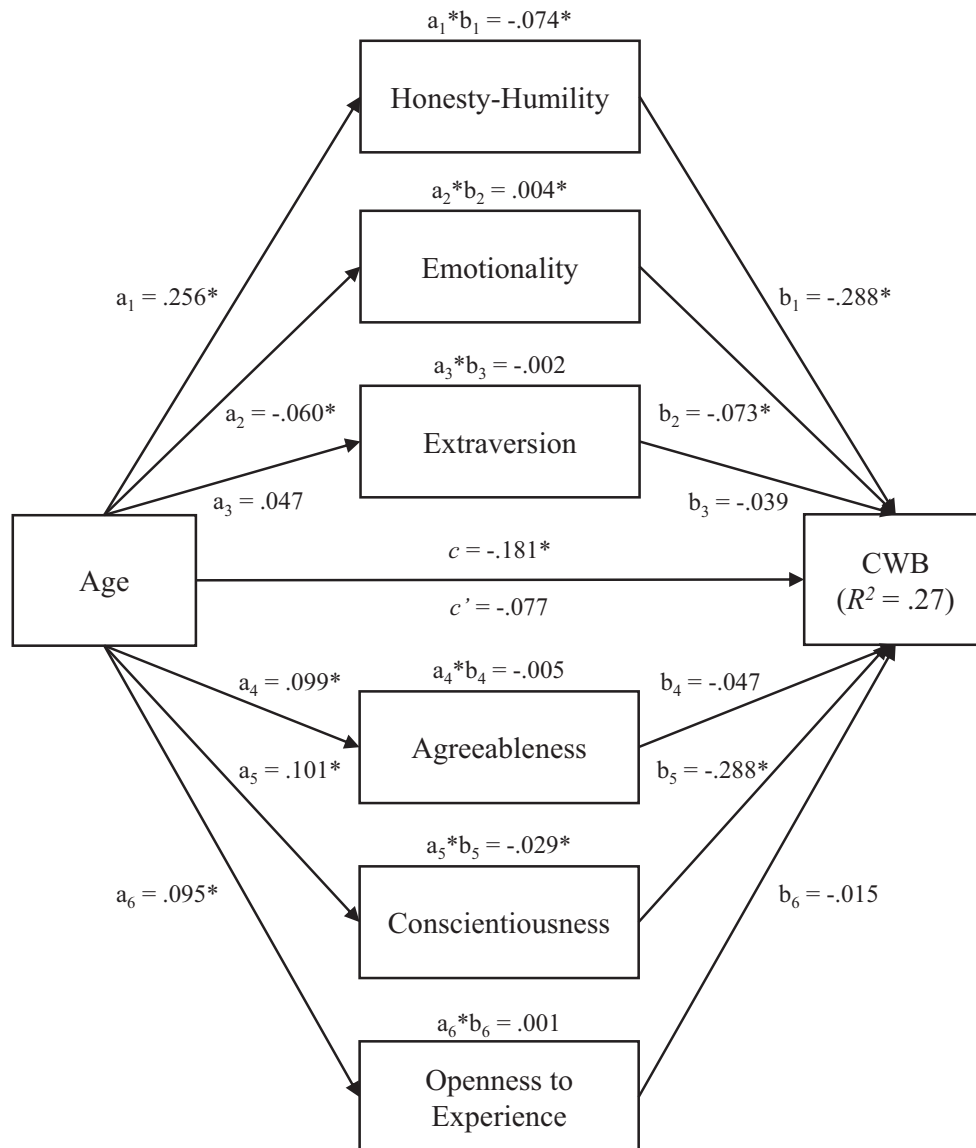 a₁*b₁ = -.074*
Honesty-Humility
a₂*b₂ = .004*
Emotionality
a₁ = .256*
b₁ = -.288*
a₃*b₃ = -.002
a₂ = -.060*
Extraversion
b₂ = -.073*
a₃ = .047
b₃ = -.039
Age
c = -.181*
c’ = -.077
CWB
(R² = .27)
a₄*b₄ = -.005
a₄ = .099*
b₄ = -.047
Agreeableness
a₅ = .101*
b₅ = -.288*
a₅*b₅ = -.029*
a₆ = .095*
b₆ = -.015
Conscientiousness
a₆*b₆ = .001
Openness to
Experience